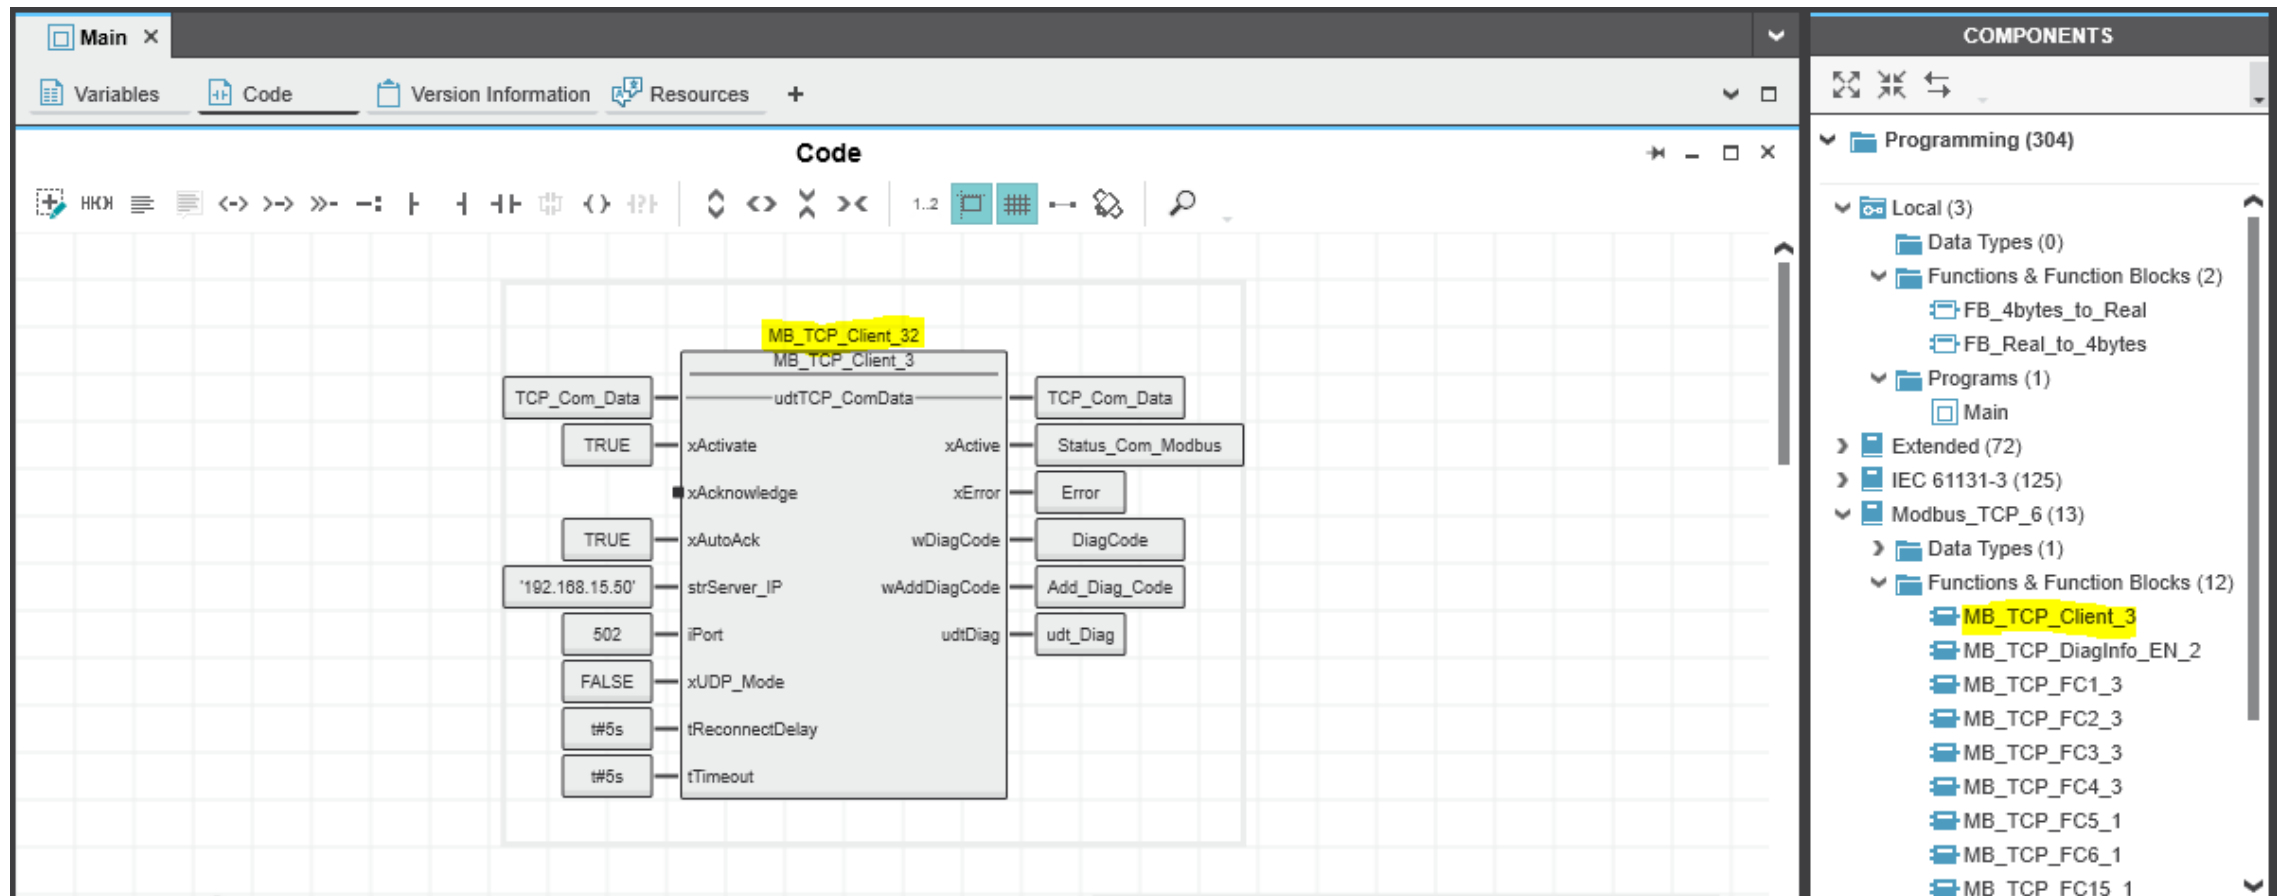 Main
COMPONENTS
Variables
Code
Version Information
Resources
Code
1..2
MB_TCP_Client_32
MB_TCP_Client_3
TCP_Com_Data
udtTCP_ComData
TCP_Com_Data
TRUE
xActivate
xActive
Status_Com_Modbus
xAcknowledge
xError
Error
TRUE
xAutoAck
wDiagCode
DiagCode
'192.168.15.50'
strServer_IP
wAddDiagCode
Add_Diag_Code
502
iPort
udtDiag
udt_Diag
FALSE
xUDP_Mode
t#5s
tReconnectDelay
t#5s
tTimeout
Programming (304)
Local (3)
Data Types (0)
Functions & Function Blocks (2)
FB_4bytes_to_Real
FB_Real_to_4bytes
Programs (1)
Main
Extended (72)
IEC 61131-3 (125)
Modbus_TCP_6 (13)
Data Types (1)
Functions & Function Blocks (12)
MB_TCP_Client_3
MB_TCP_DiagInfo_EN_2
MB_TCP_FC1_3
MB_TCP_FC2_3
MB_TCP_FC3_3
MB_TCP_FC4_3
MB_TCP_FC5_1
MB_TCP_FC6_1
MB_TCP_FC15_1